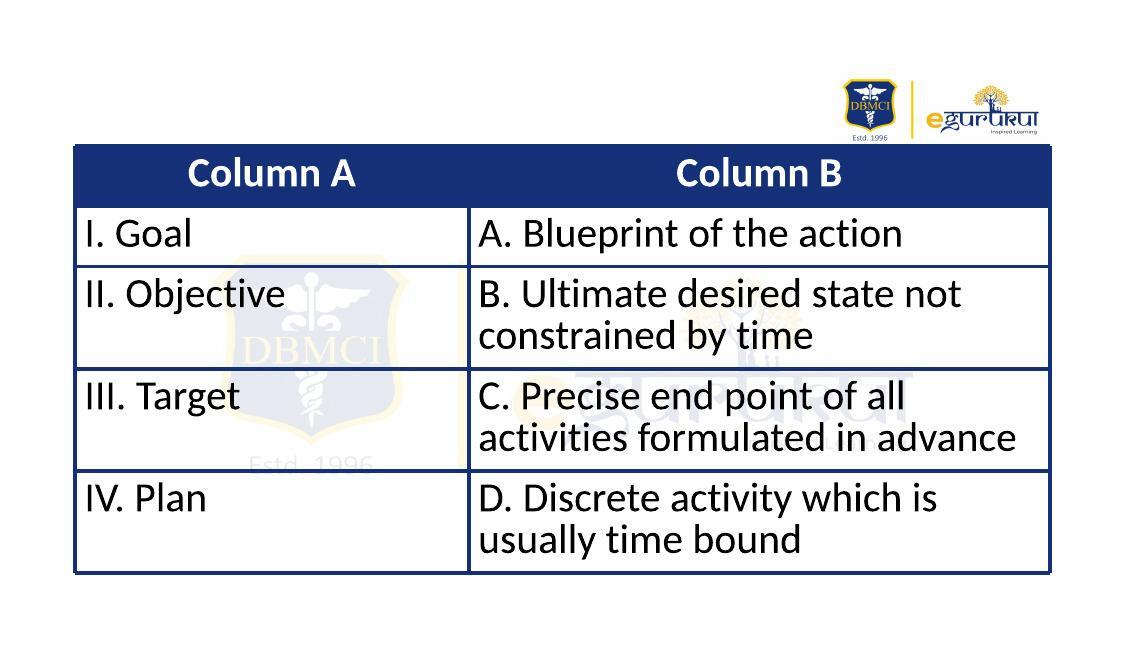 DBMCI
Estd. 1996
egurukul
Inspired Learning
Column A
Column B
I. Goal
A. Blueprint of the action
II. Objective
B. Ultimate desired state not
constrained by time
III. Target
C. Precise end point of all
activities formulated in advance
IV. Plan
D. Discrete activity which is
usually time bound
DBMCI
Estd. 1996
egurukul